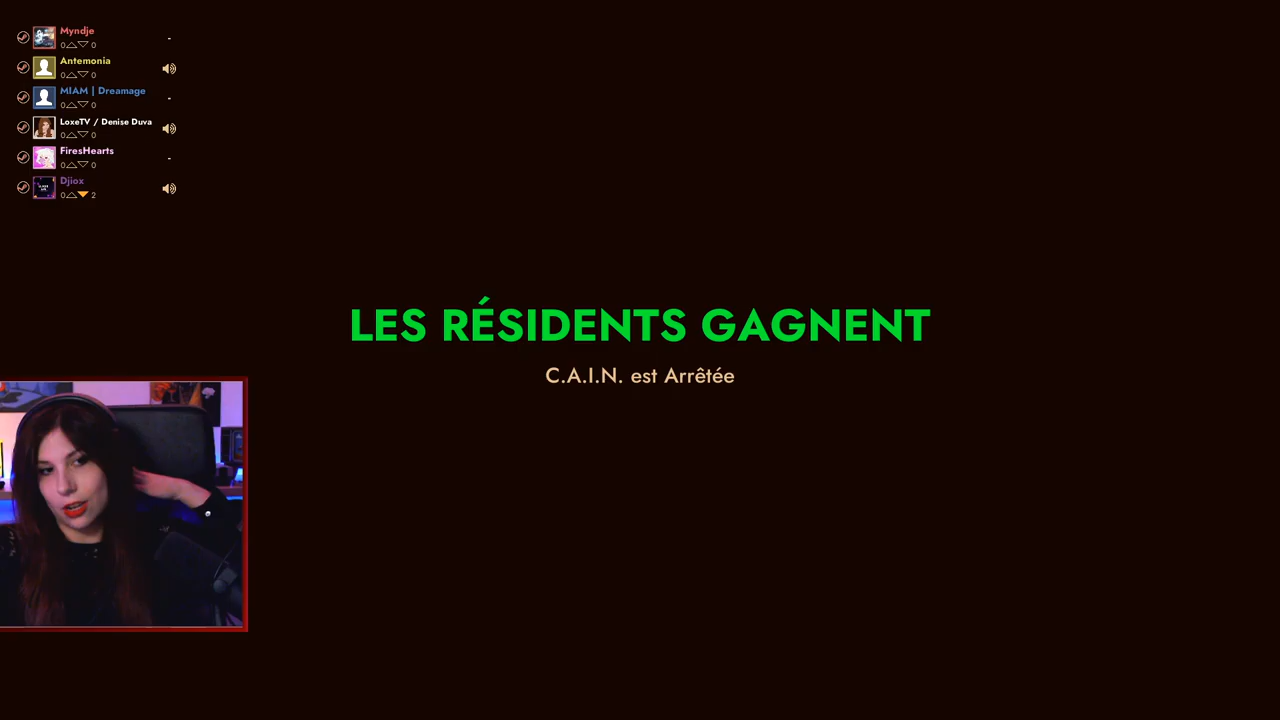 Myndje
0 0
-
Antemonia
0 0
MIAM | Dreamage
0 0
-
LoxeTV / Denise Duva
0 0
FiresHearts
0 0
-
Djiox
0 2
LES RÉSIDENTS GAGNENT
C.A.I.N. est Arrêtée